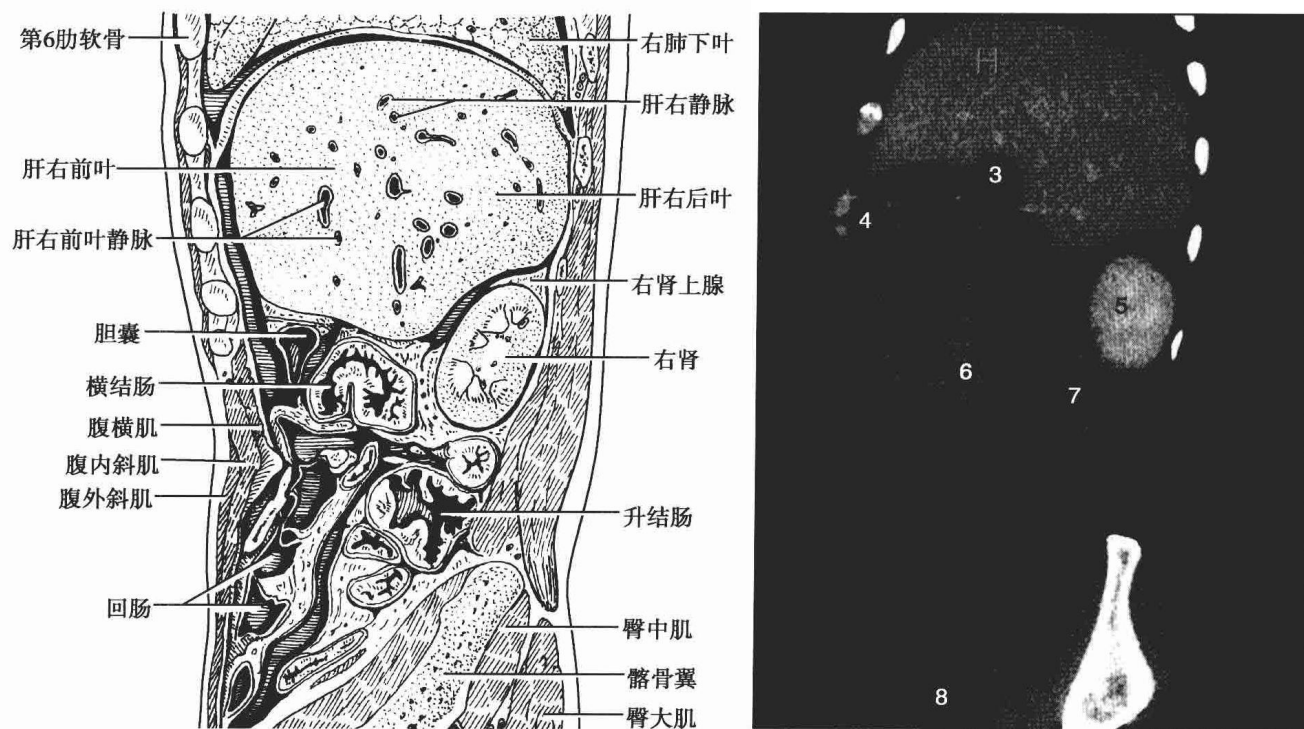 第6肋软骨
肝右前叶
肝右前叶静脉
胆囊
横结肠
腹横肌
腹内斜肌
腹外斜肌
回肠
右肺下叶
肝右静脉
肝右后叶
右肾上腺
右肾
升结肠
臀中肌
髂骨翼
臀大肌
H
3
4
5
6
7
8